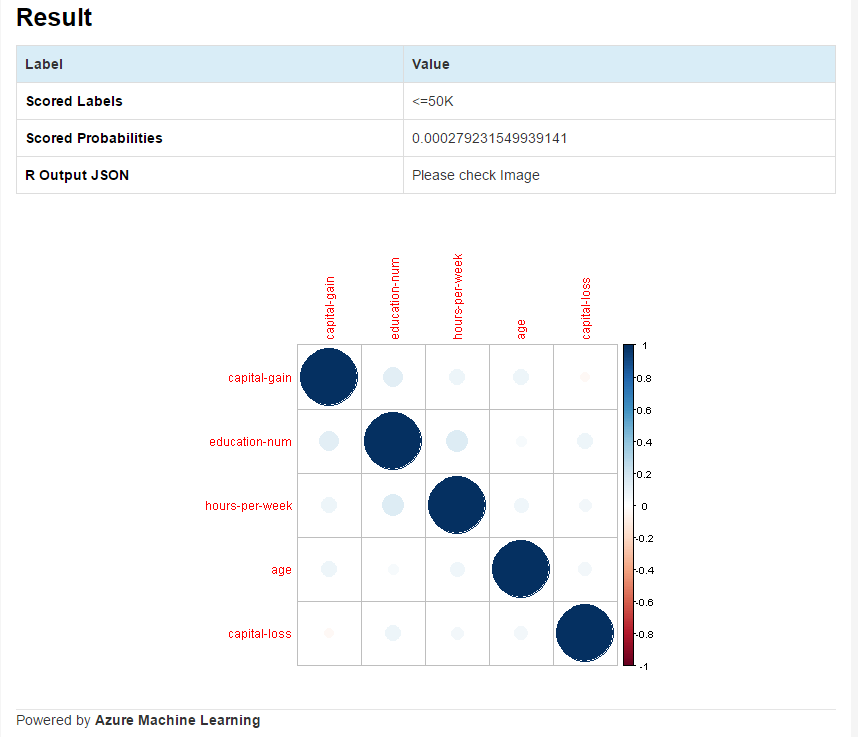 Result
Label Value
Scored Labels <=50K
Scored Probabilities 0.000279231549939141
R Output JSON Please check Image
capital-gain education-num hours-per-week age capital-loss
capital-gain
education-num
hours-per-week
age
capital-loss
1
0.8
0.6
0.4
0.2
0
-0.2
-0.4
-0.6
-0.8
-1
Powered by Azure Machine Learning